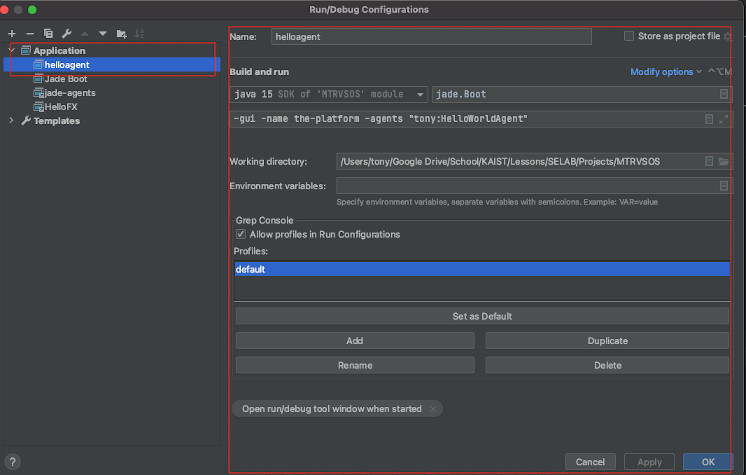 Run/Debug Configurations
Application
helloagent
Jade Boot
jade-agents
HelloFX
Templates
Name: helloagent Store as project file
Build and run Modify options ⌥M
java 15 SDK of 'MTRVSOS' module jade.Boot
-gui -name the-platform -agents "tony:HelloWorldAgent"
Working directory: /Users/tony/Google Drive/School/KAIST/Lessons/SELAB/Projects/MTRVSOS
Environment variables:
Specify environment variables, separate variables with semicolons. Example: VAR=value
Grep Console
Allow profiles in Run Configurations
Profiles:
default
Set as Default
Add Duplicate
Rename Delete
Open run/debug tool window when started ×
? Cancel Apply OK